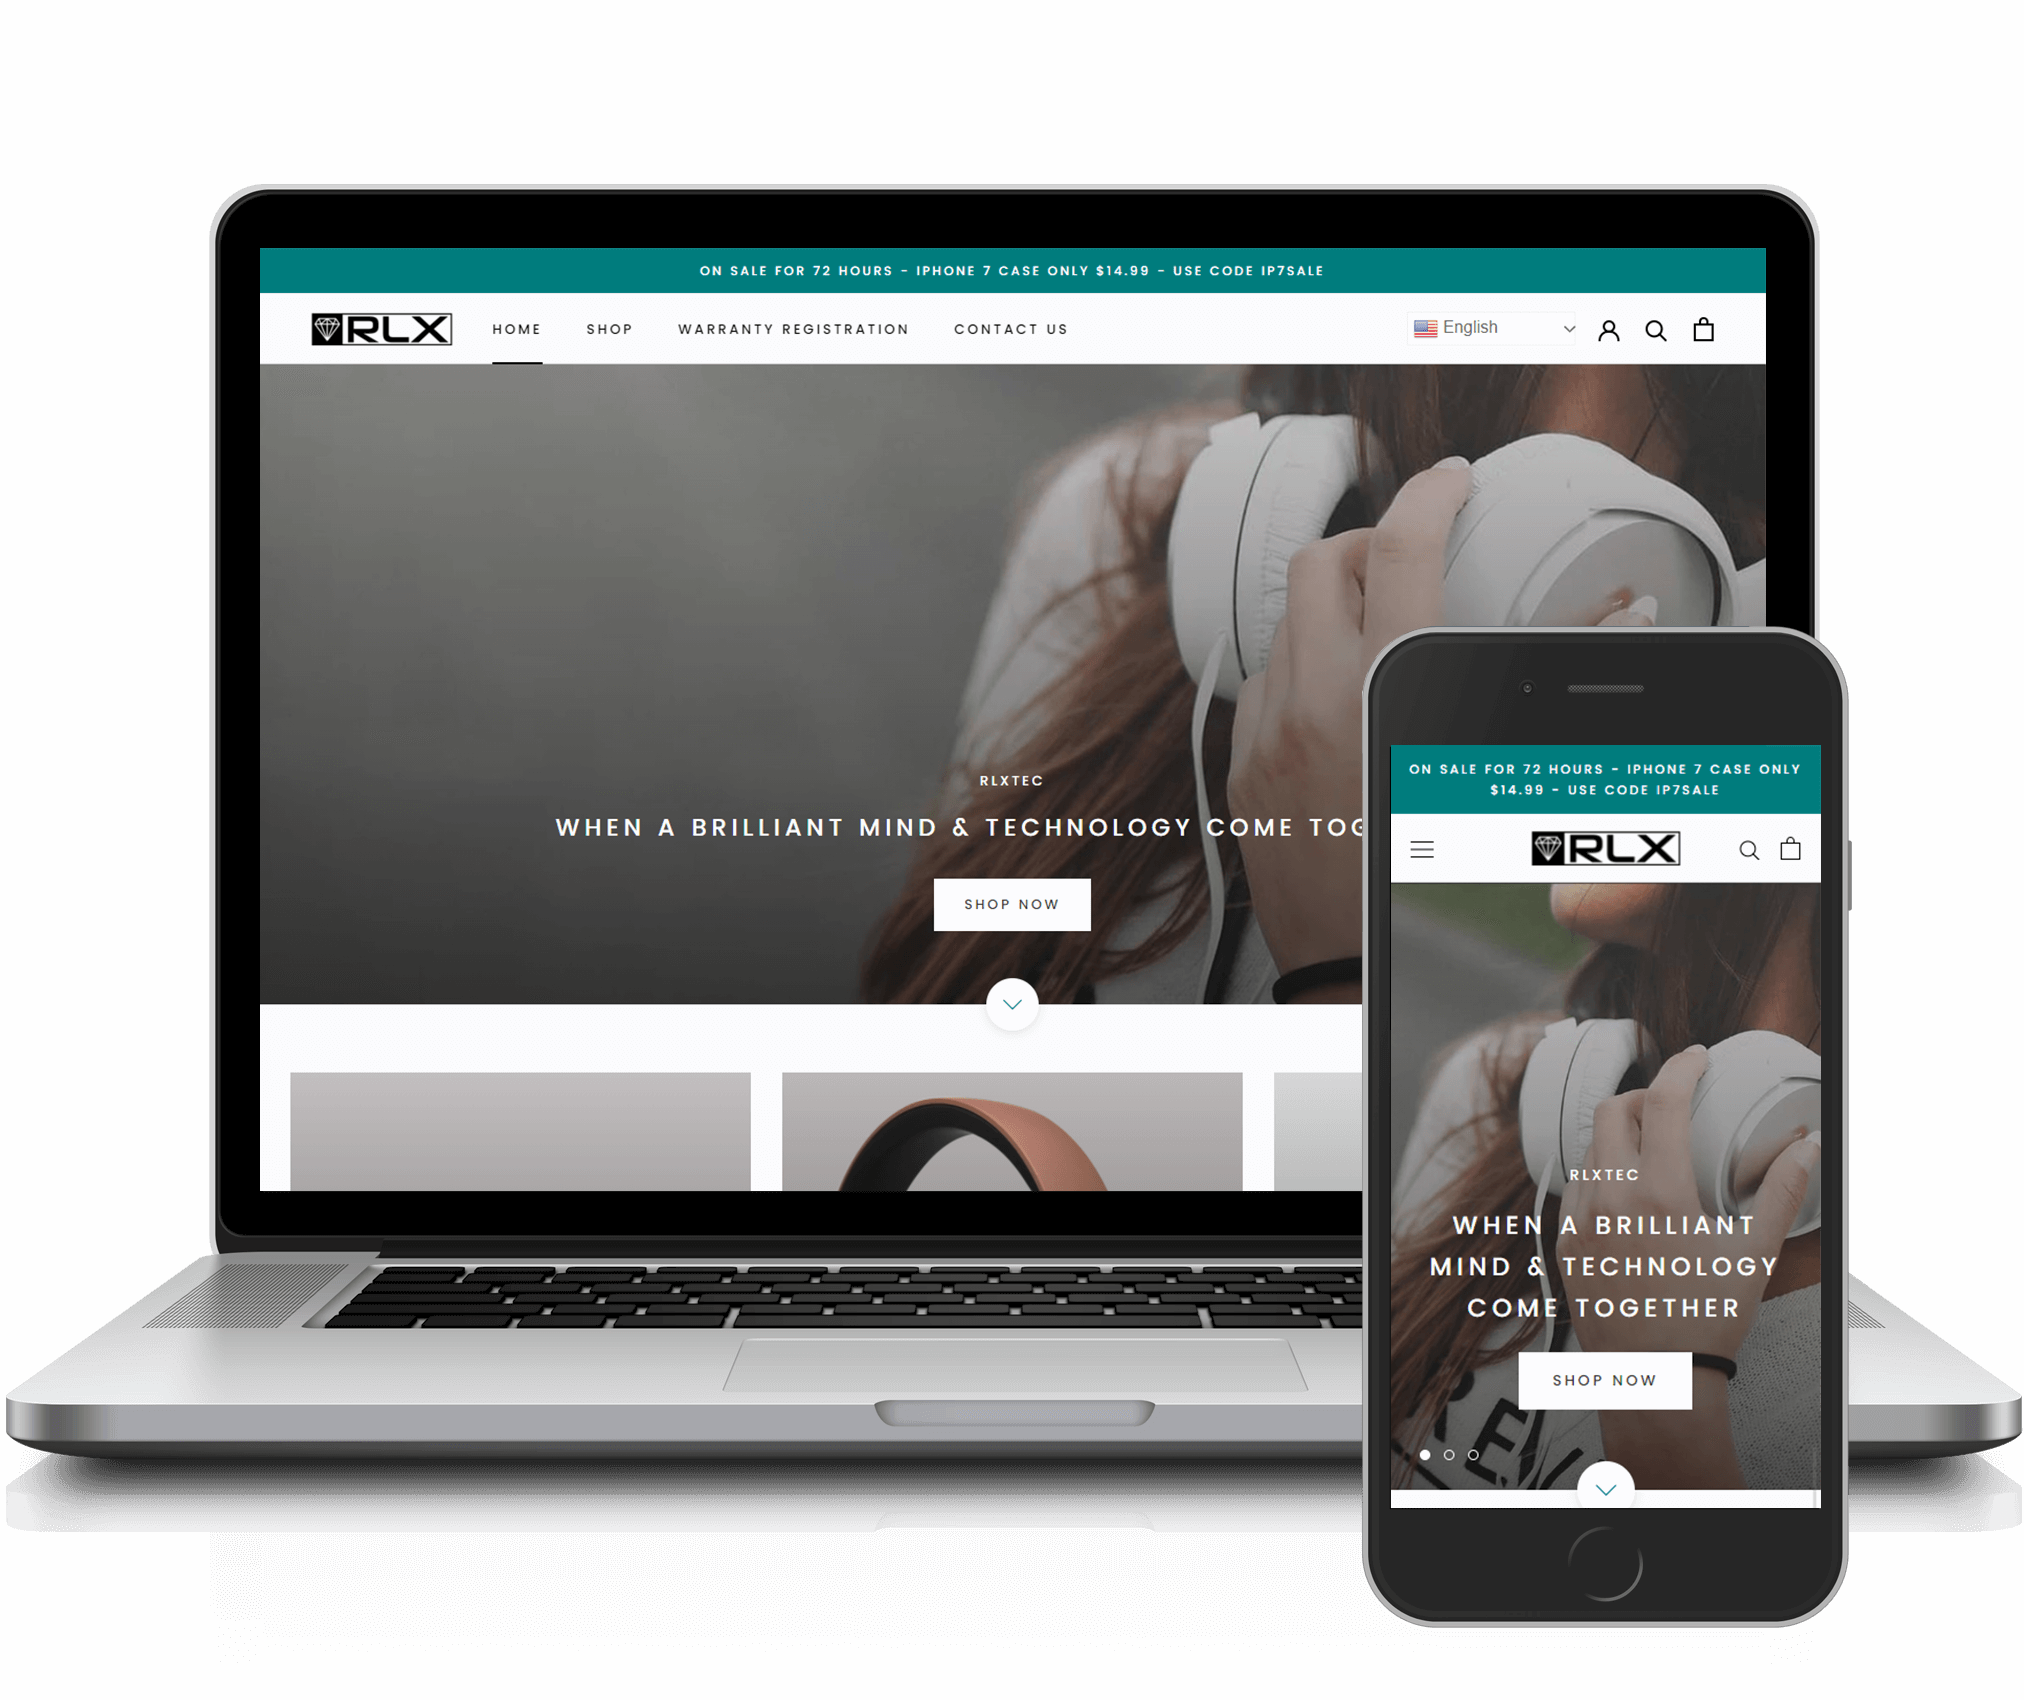 ON SALE FOR 72 HOURS - IPHONE 7 CASE ONLY $14.99 - USE CODE IP7SALE
RLX
HOME SHOP WARRANTY REGISTRATION CONTACT US
English
RLXTEC
WHEN A BRILLIANT MIND & TECHNOLOGY COME
SHOP NOW
ON SALE FOR 72 HOURS - IPHONE 7 CASE ONLY
$14.99 - USE CODE IP7SALE
RLX
RLXTEC
WHEN A BRILLIANT
MIND & TECHNOLOGY
COME TOGETHER
SHOP NOW